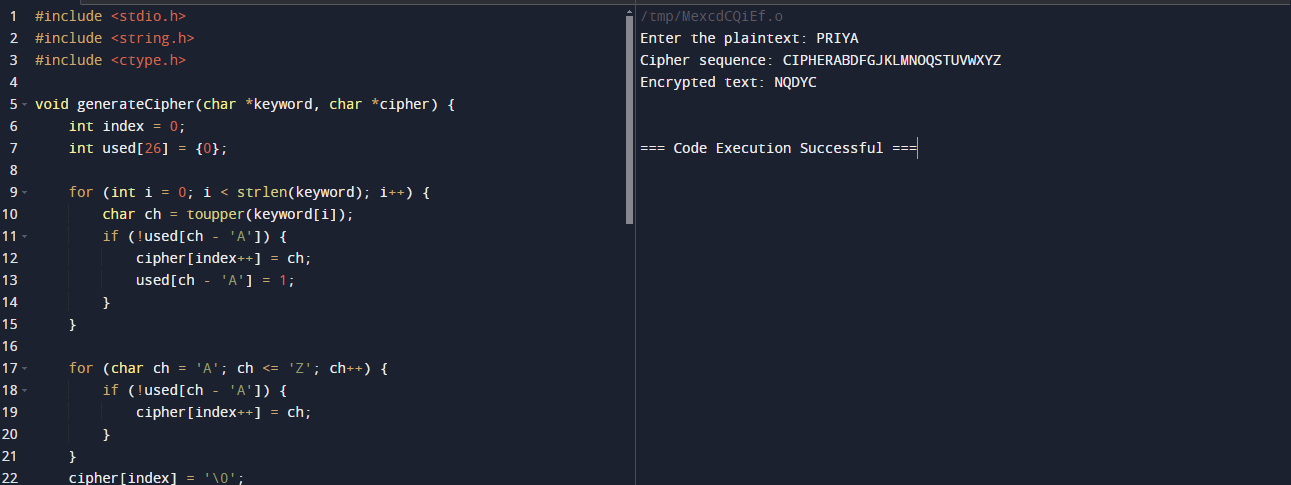 1 #include <stdio.h>
2 #include <string.h>
3 #include <ctype.h>
4
5 void generateCipher(char *keyword, char *cipher) {
6     int index = 0;
7     int used[26] = {0};
8
9     for (int i = 0; i < strlen(keyword); i++) {
10         char ch = toupper(keyword[i]);
11         if (!used[ch - 'A']) {
12             cipher[index++] = ch;
13             used[ch - 'A'] = 1;
14         }
15     }
16
17     for (char ch = 'A'; ch <= 'Z'; ch++) {
18         if (!used[ch - 'A']) {
19             cipher[index++] = ch;
20         }
21     }
22     cipher[index] = '\0';
/tmp/MexcdCQiEf.o
Enter the plaintext: PRIYA
Cipher sequence: CIPHERABDFGJKLMNOQSTUVWXYZ
Encrypted text: NQDYC
=== Code Execution Successful ===